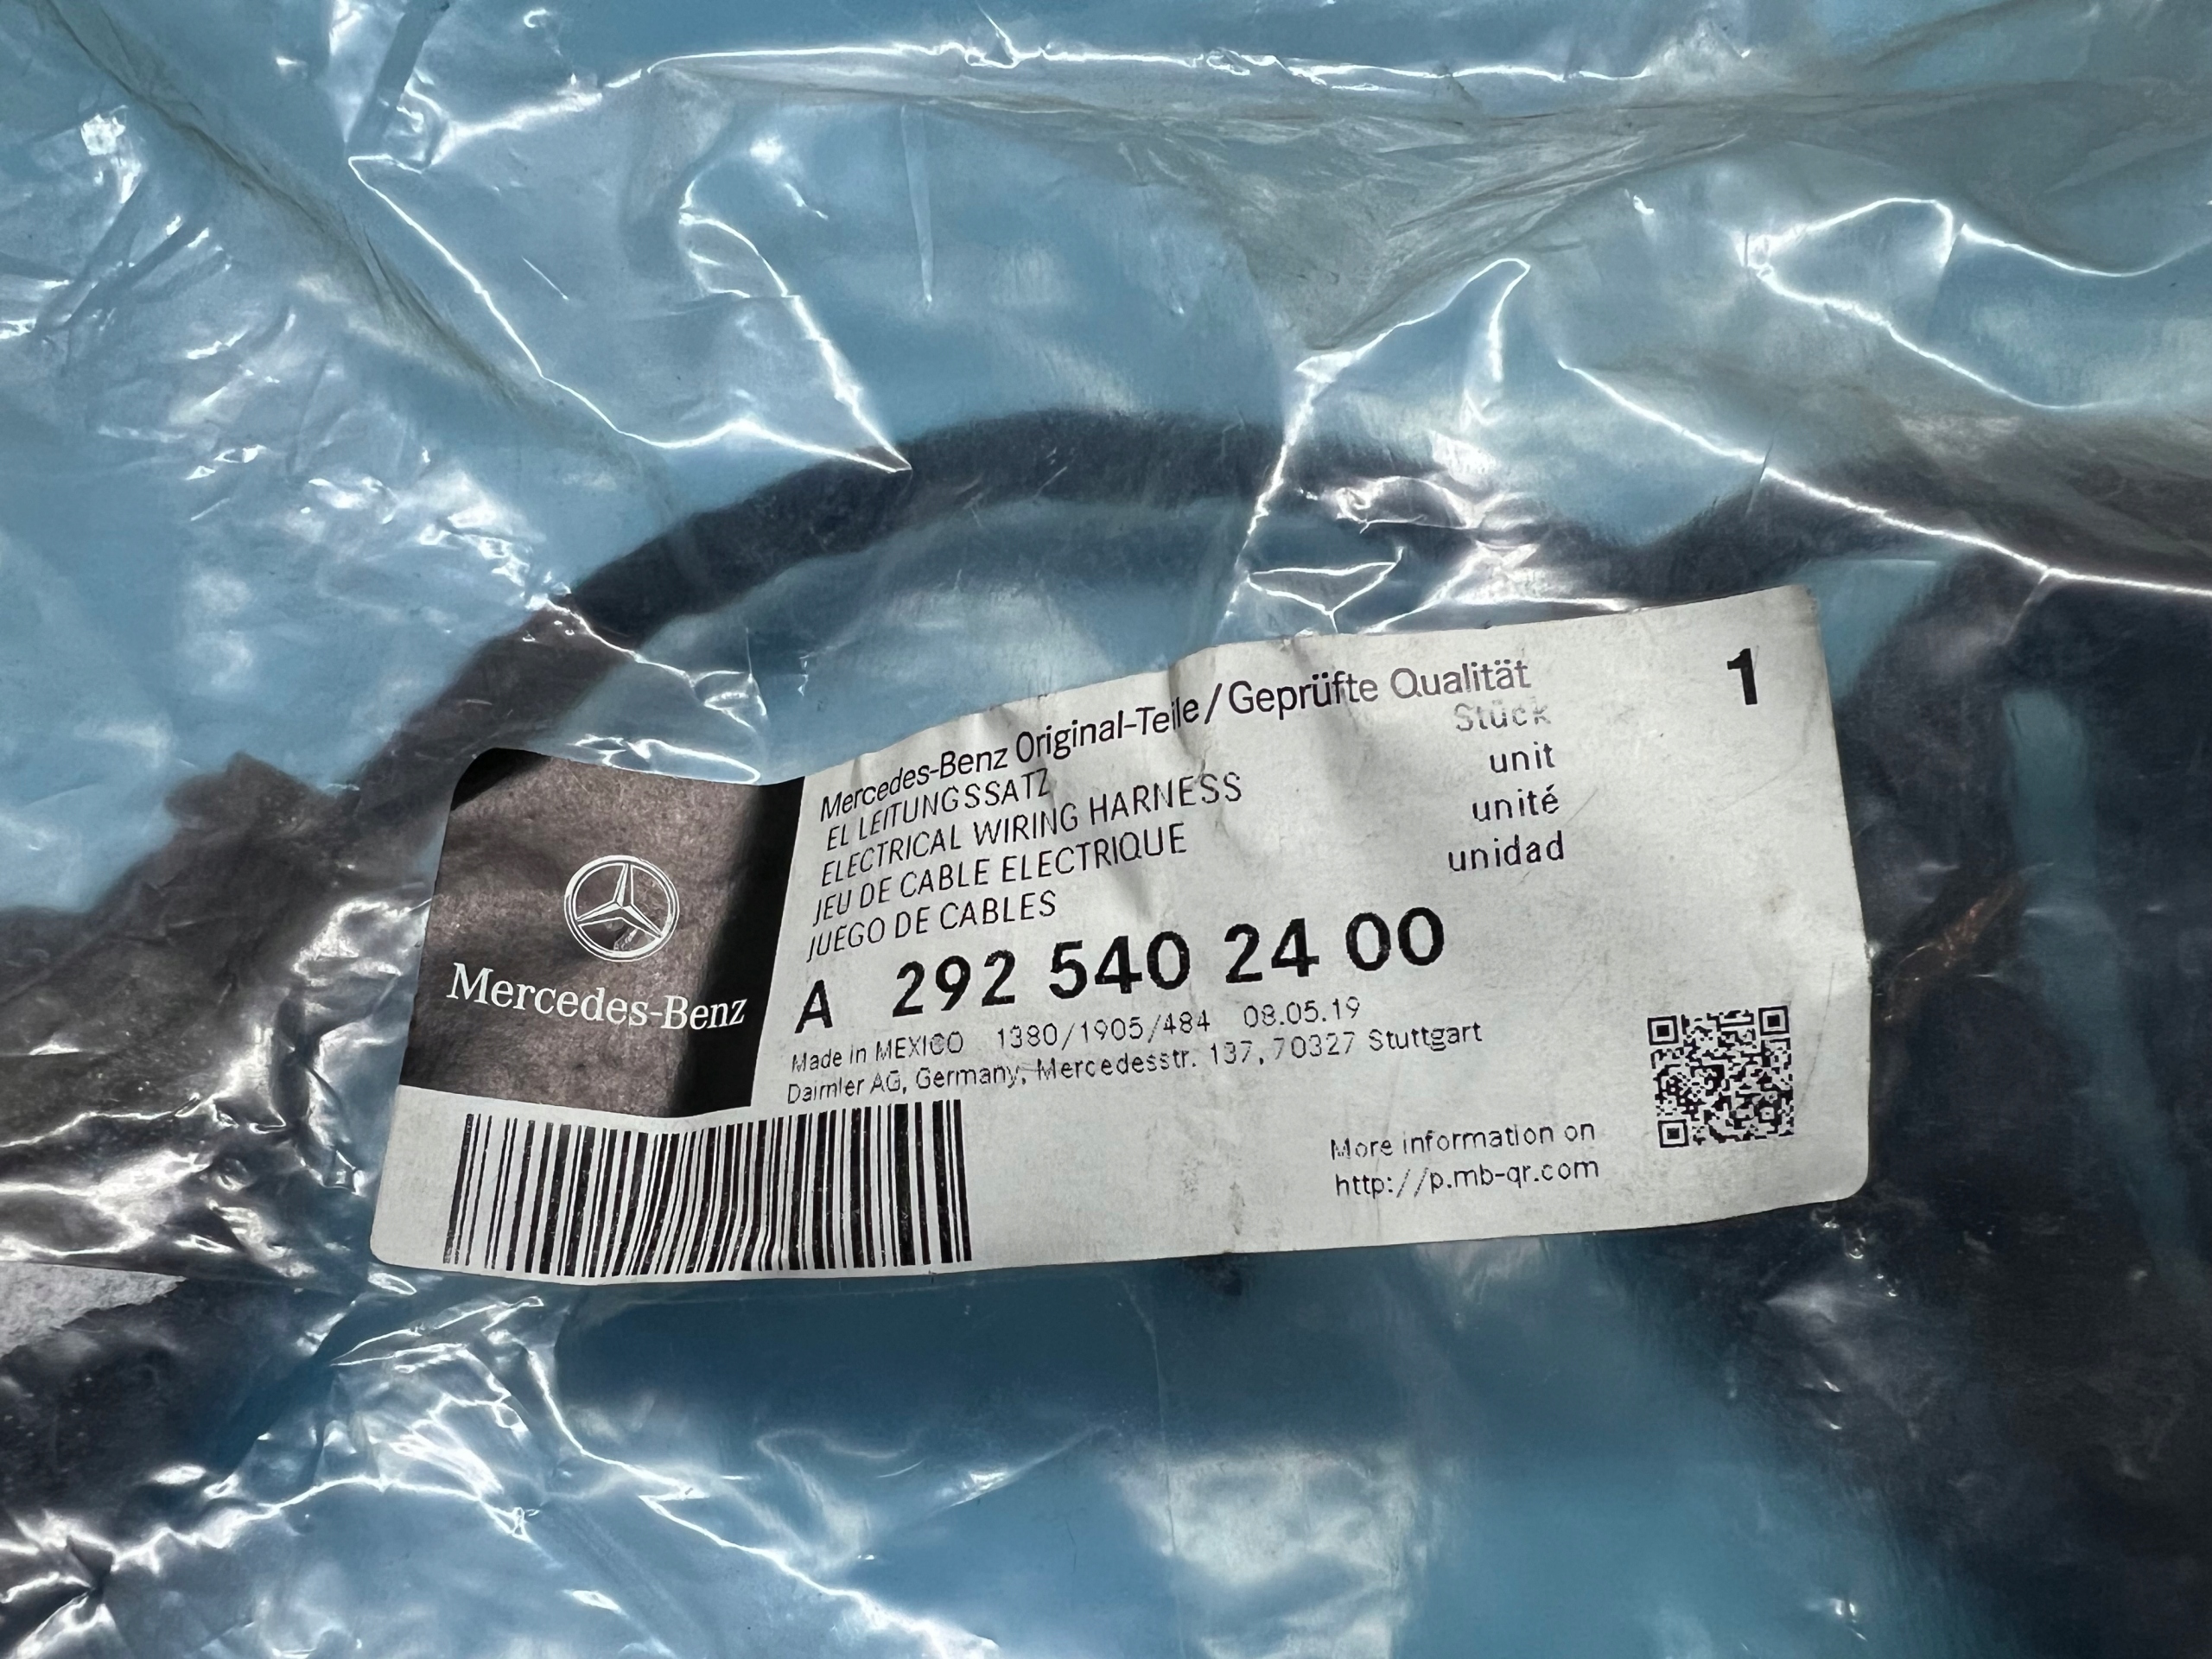 Mercedes-Benz Original-Teile/Geprüfte Qualität
1
EL LEITUNGSSATZ
Stück
ELECTRICAL WIRING HARNESS
unit
JEU DE CABLE ELECTRIQUE
unité
JUEGO DE CABLES
unidad
A 292 540 24 00
Made in MEXICO 1380/1905/484 08.05.19
Daimler AG, Germany, Mercedesstr. 137, 70327 Stuttgart
Mercedes-Benz
More information on
http://p.mb-qr.com